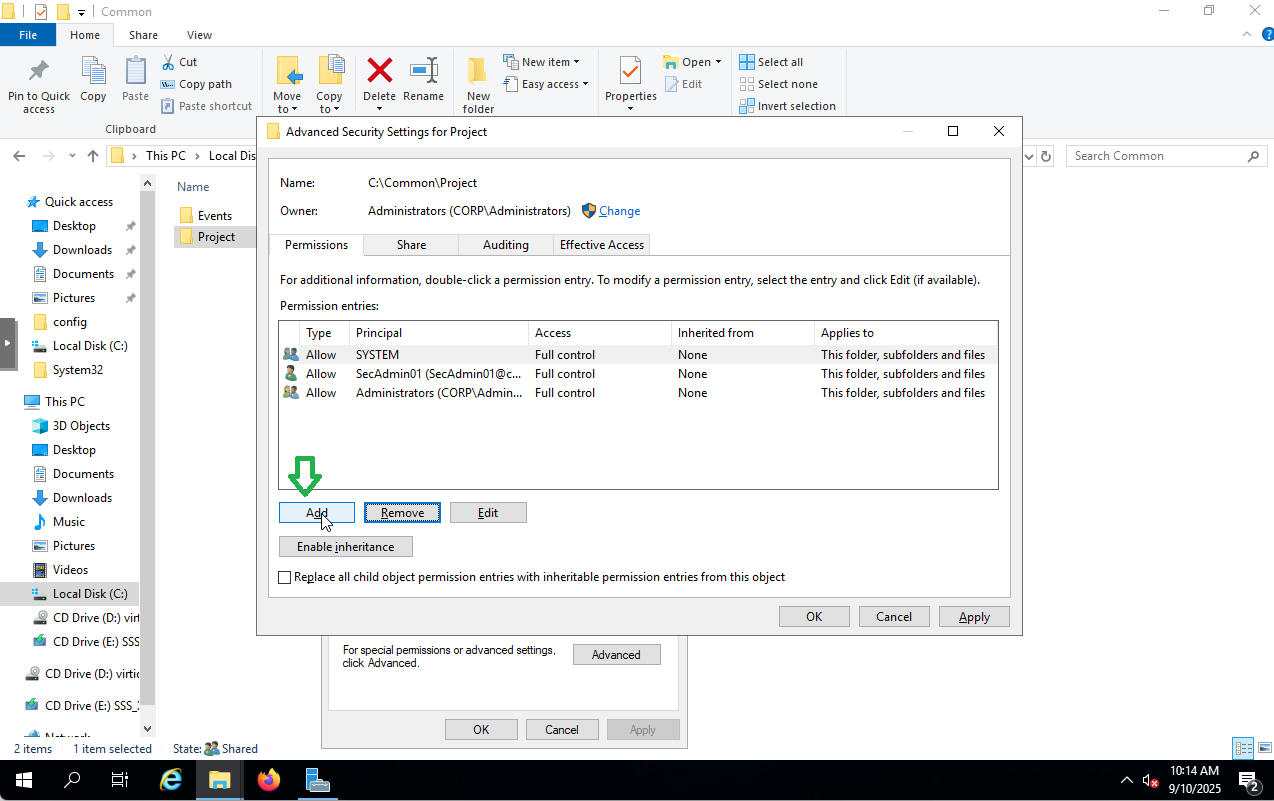 Common
File Home Share View
Pin to Quick access
Copy
Paste
Cut
Copy path
Paste shortcut
Clipboard
Move to
Copy to
Delete
Rename
New folder
New item
Easy access
Properties
Open
Edit
Select all
Select none
Invert selection
This PC Local Dis
Search Common
Quick access
Desktop
Downloads
Documents
Pictures
config
Local Disk (C:)
System32
This PC
3D Objects
Desktop
Documents
Downloads
Music
Pictures
Videos
Local Disk (C:)
CD Drive (D:) virt
CD Drive (E:) SSS
CD Drive (D:) virtio
CD Drive (E:) SSS_
Network
Name
Events
Project
Advanced Security Settings for Project
Name: C:\Common\Project
Owner: Administrators (CORP\Administrators) Change
Permissions Share Auditing Effective Access
For additional information, double-click a permission entry. To modify a permission entry, select the entry and click Edit (if available).
Permission entries:
Type Principal Access Inherited from Applies to
Allow SYSTEM Full control None This folder, subfolders and files
Allow SecAdmin01 (SecAdmin01@c... Full control None This folder, subfolders and files
Allow Administrators (CORP\Admin... Full control None This folder, subfolders and files
Add Remove Edit
Enable inheritance
Replace all child object permission entries with inheritable permission entries from this object
OK Cancel Apply
For special permissions or advanced settings, click Advanced.
Advanced
OK Cancel Apply
2 items 1 item selected State: Shared
10:14 AM
9/10/2025
2